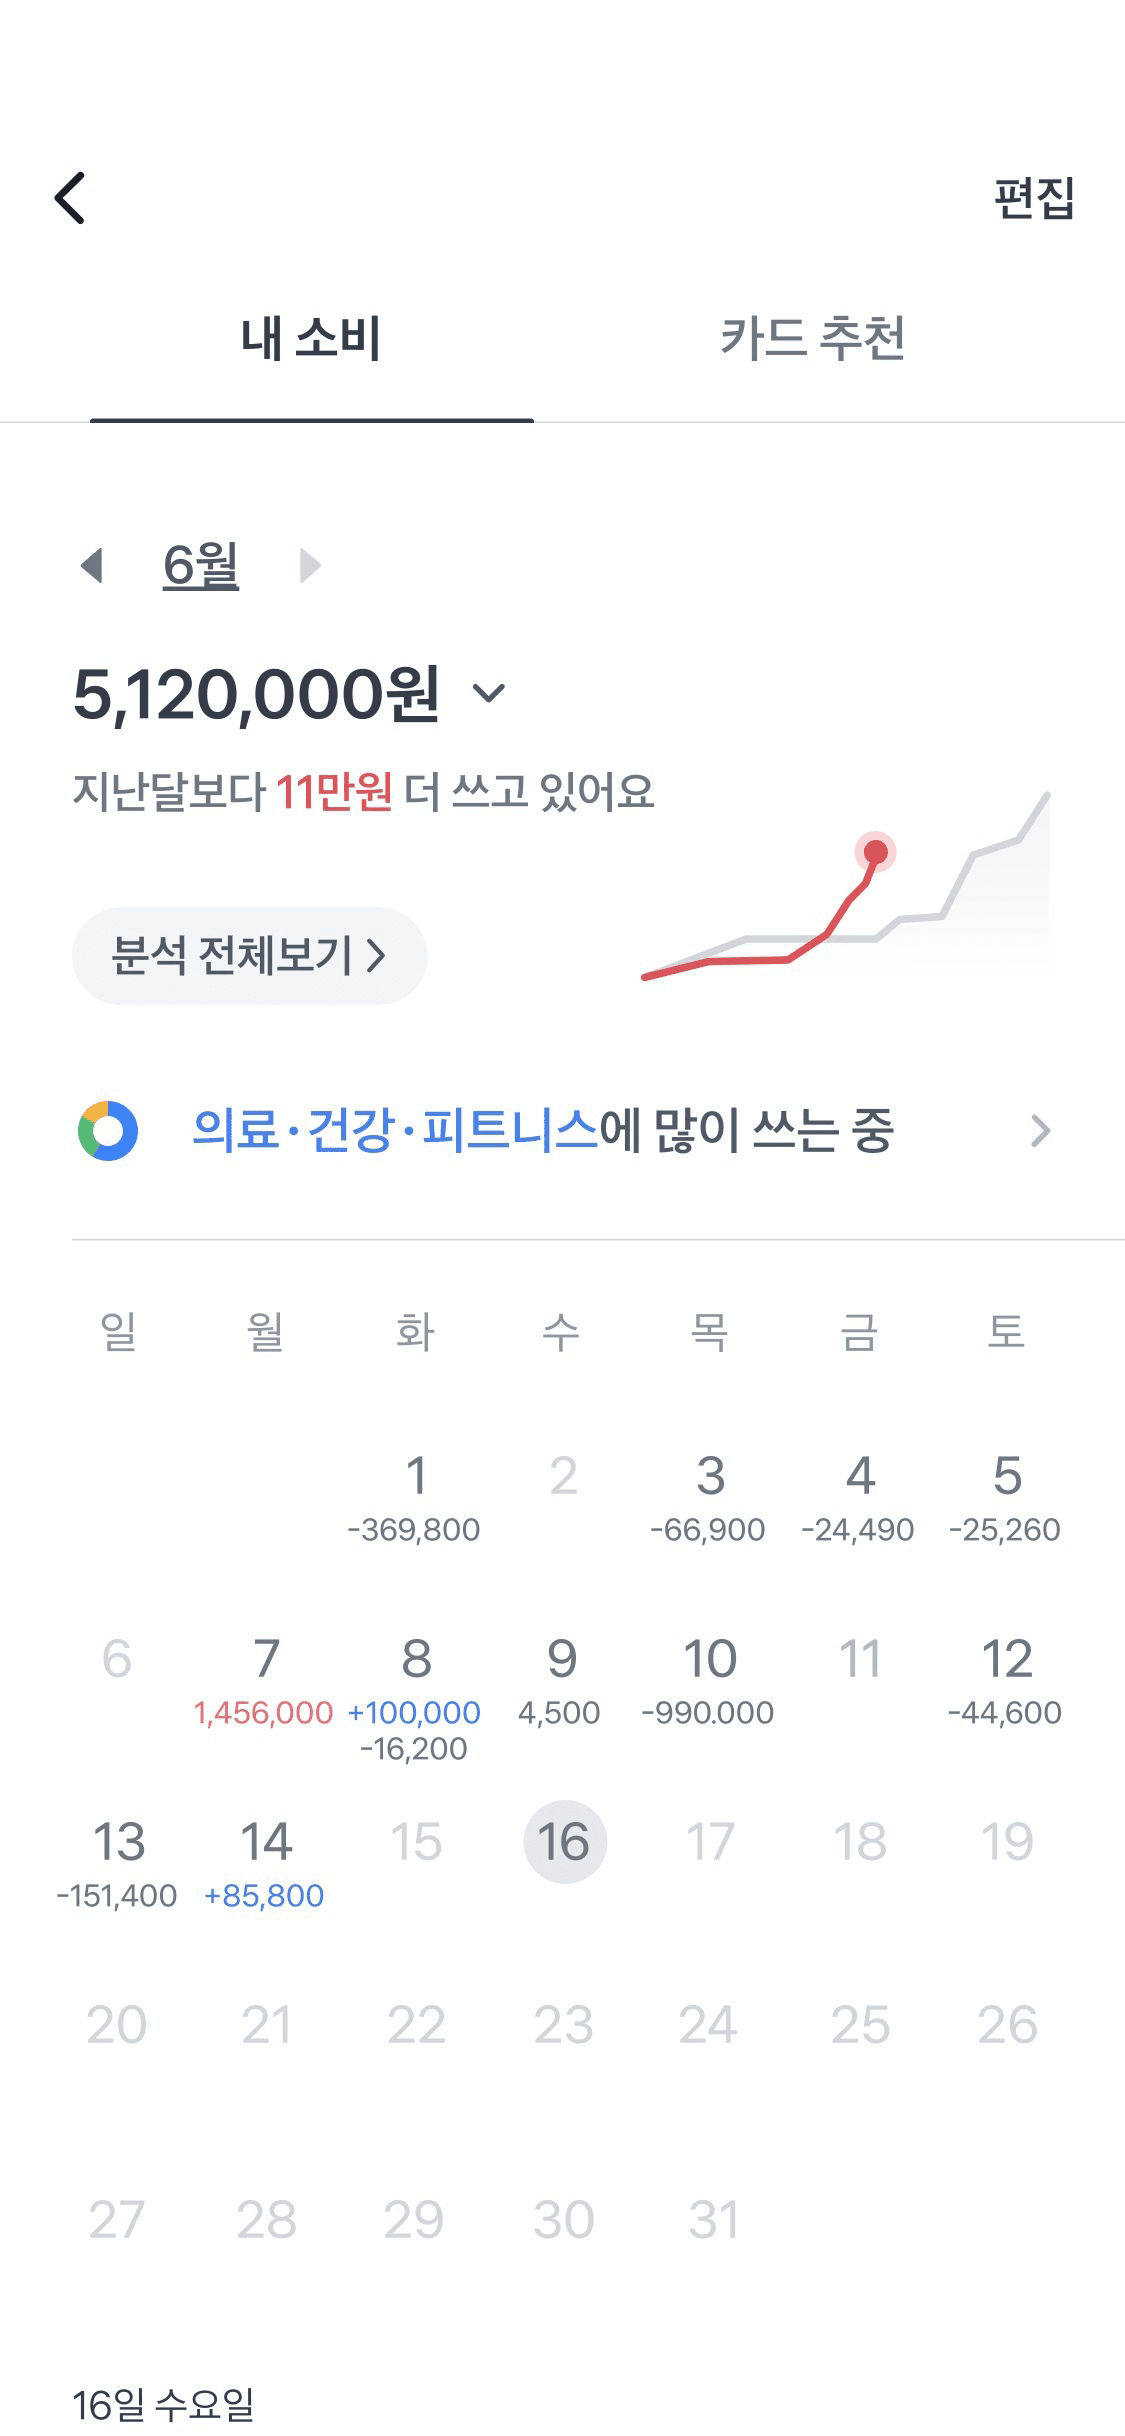 편집
내 소비 카드 추천
6월
5,120,000원
지난달보다 11만원 더 쓰고 있어요
분석 전체보기
의료·건강·피트니스에 많이 쓰는 중
일 월 화 수 목 금 토
1 2 3 4 5
-369,800 -66,900 -24,490 -25,260
6 7 8 9 10 11 12
1,456,000 +100,000 4,500 -990.000 -44,600
-16,200
13 14 15 16 17 18 19
-151,400 +85,800
20 21 22 23 24 25 26
27 28 29 30 31
16일 수요일